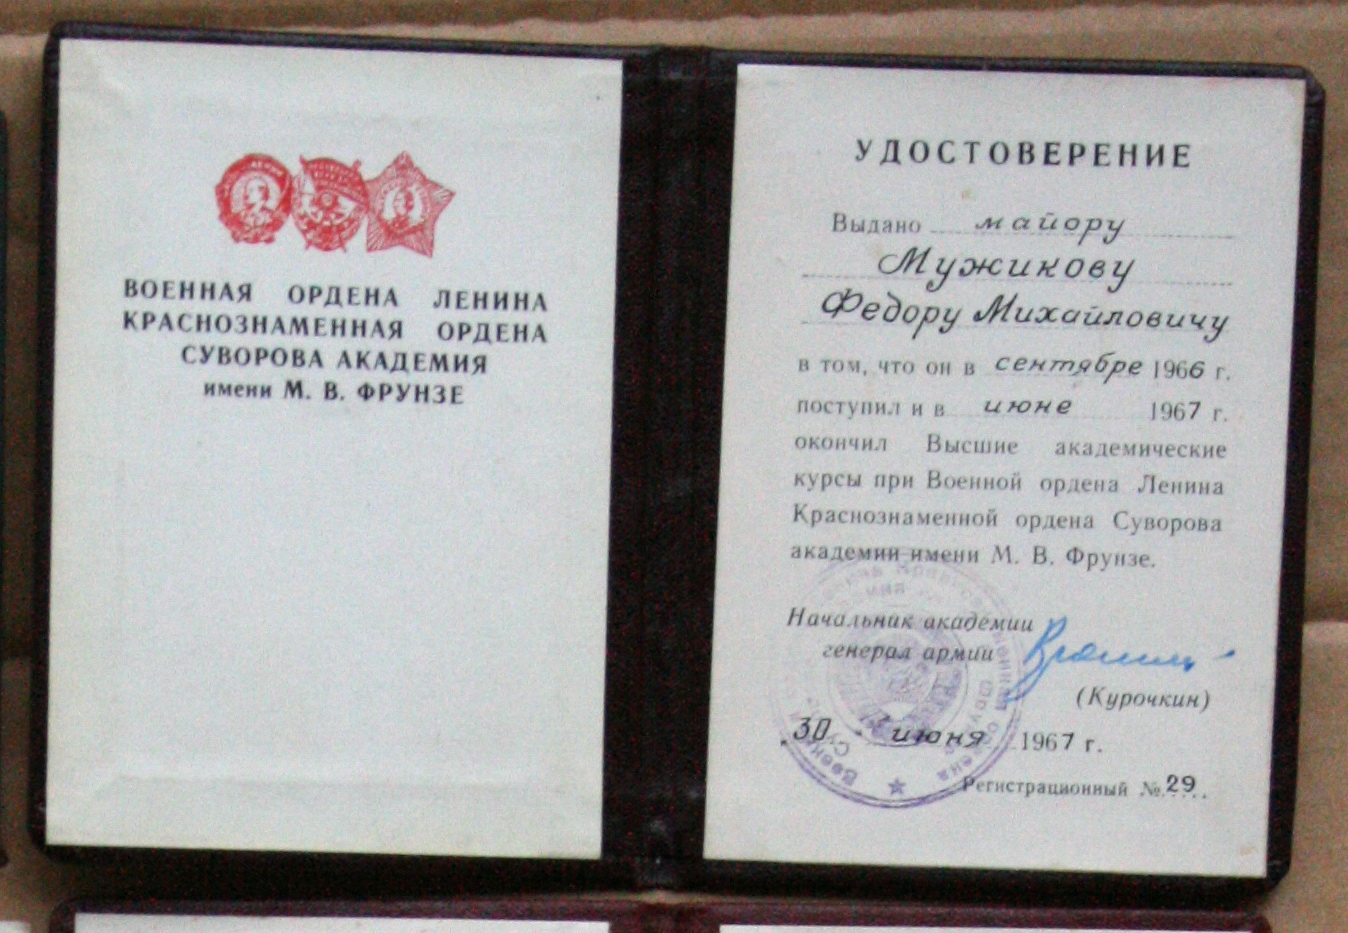 ВОЕННАЯ ОРДЕНА ЛЕНИНА
КРАСНОЗНАМЕННАЯ ОРДЕНА
СУВОРОВА АКАДЕМИЯ
имени М. В. ФРУНЗЕ
УДОСТОВЕРЕНИЕ
Выдано майору
Мужикову
Федору Михайловичу
в том, что он в сентябре 1966 г.
поступил и в июне 1967 г.
окончил Высшие академические
курсы при Военной ордена Ленина
Краснознаменной ордена Суворова
академии имени М. В. Фрунзе.
Начальник академии
генерал армии
(Курочкин)
30 июня 1967 г.
Регистрационный № 29